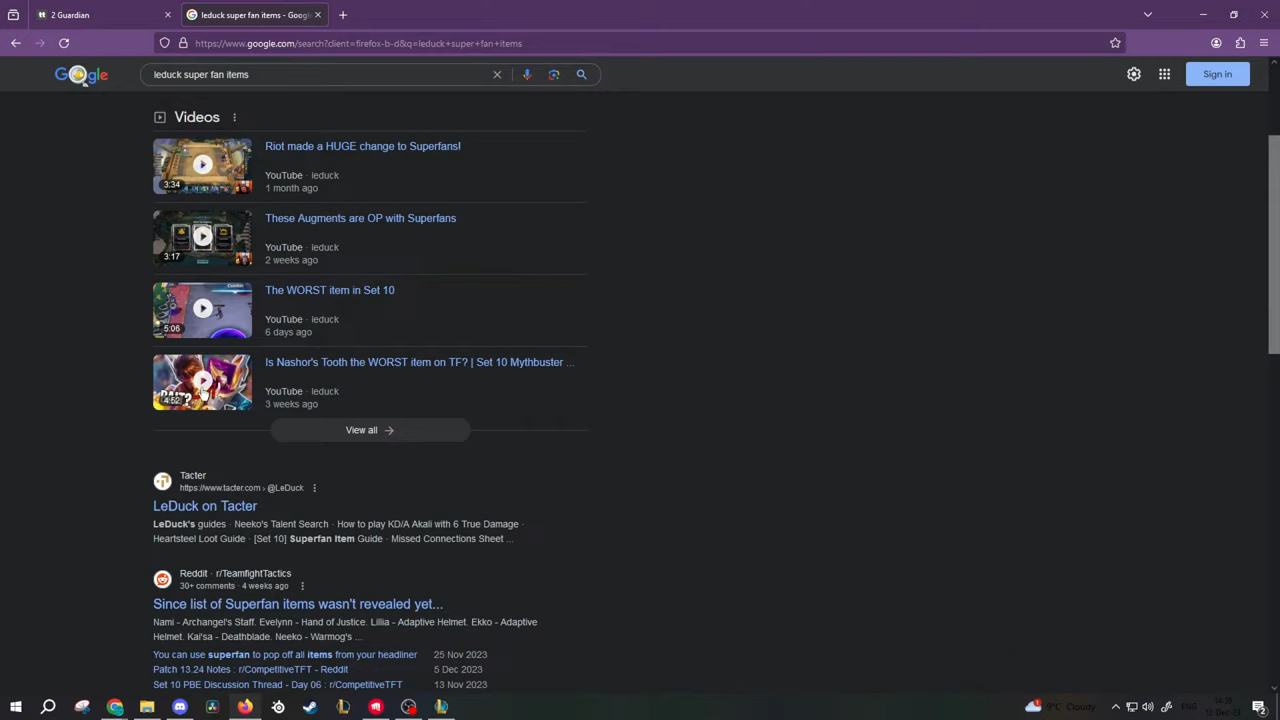 2 Guardian
leduck super fan items - Google
https://www.google.com/search?client=firefox-b-d&q=leduck+super+fan+items
Google
leduck super fan items
Sign in
Videos
Riot made a HUGE change to Superfans!
YouTube · leduck
1 month ago
3:34
These Augments are OP with Superfans
YouTube · leduck
2 weeks ago
3:17
The WORST item in Set 10
YouTube · leduck
6 days ago
5:06
Is Nashor's Tooth the WORST item on TF? | Set 10 Mythbuster ...
YouTube · leduck
3 weeks ago
BAIT?
4:52
View all
Tacter
https://www.tacter.com › @LeDuck
LeDuck on Tacter
LeDuck's guides · Neeko's Talent Search · How to play KD/A Akali with 6 True Damage ·
Heartsteel Loot Guide · [Set 10] Superfan Item Guide · Missed Connections Sheet ...
Reddit · r/TeamfightTactics
30+ comments · 4 weeks ago
Since list of Superfan items wasn't revealed yet...
Nami - Archangel's Staff. Evelynn - Hand of Justice. Lillia - Adaptive Helmet. Ekko - Adaptive
Helmet. Kai'sa - Deathblade. Neeko - Warmog's ...
You can use superfan to pop off all items from your headliner 25 Nov 2023
Patch 13.24 Notes : r/CompetitiveTFT - Reddit 5 Dec 2023
Set 10 PBE Discussion Thread - Day 06 : r/CompetitiveTFT 13 Nov 2023
9°C Cloudy
ENG
2